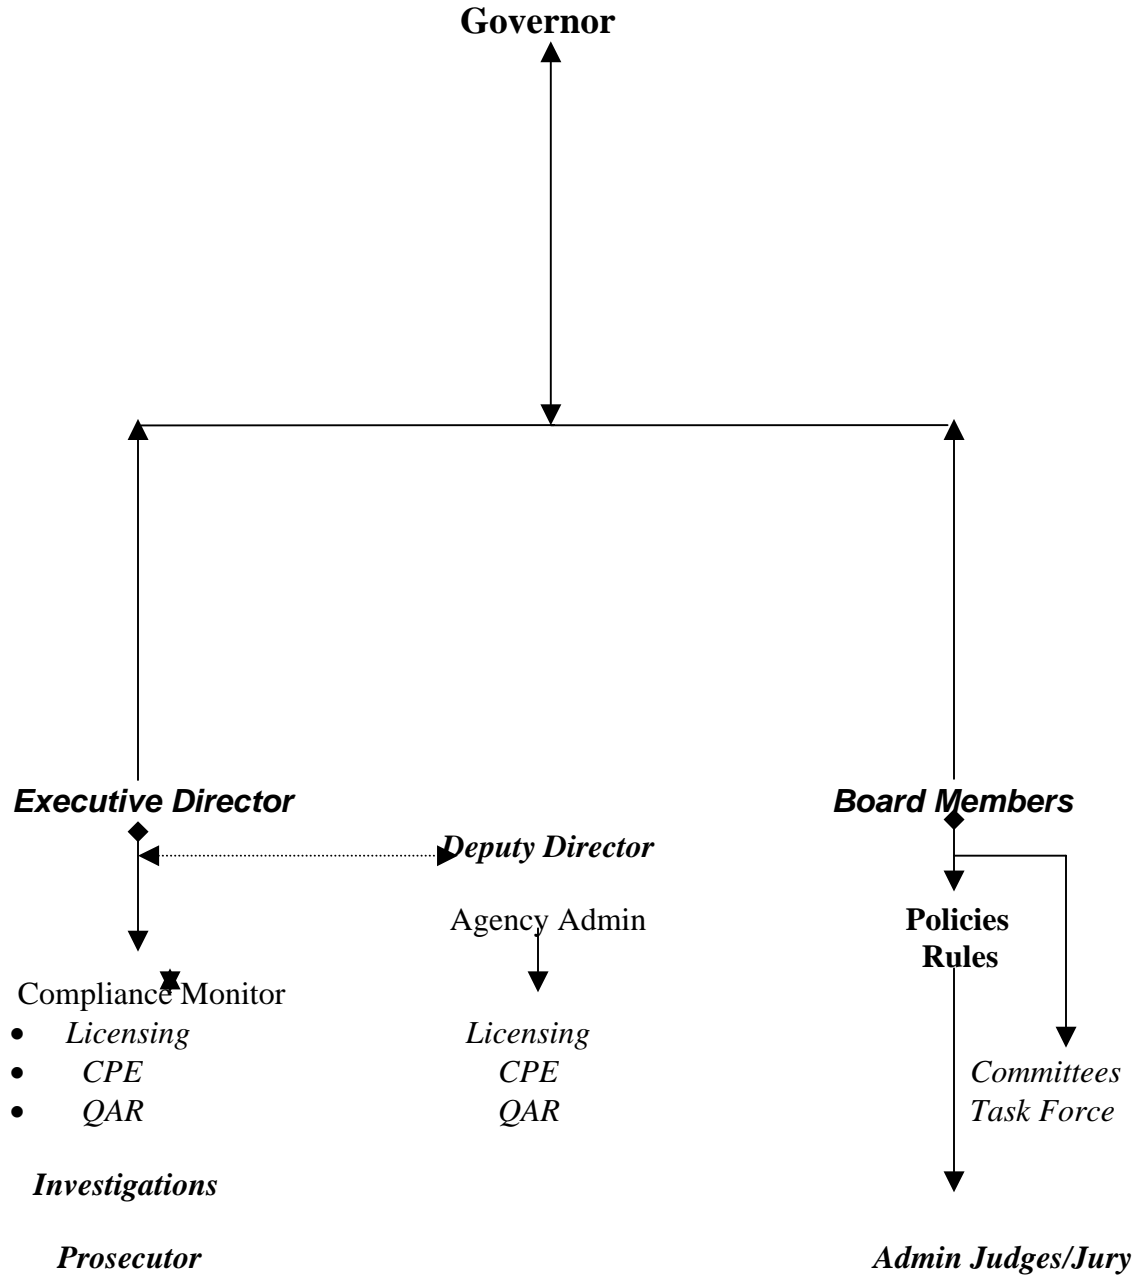 Governor
Executive Director
Board Members
Deputy Director
Agency Admin
Policies
Rules
Compliance Monitor
• Licensing
• CPE
• QAR
Licensing
CPE
QAR
Committees
Task Force
Investigations
Prosecutor
Admin Judges/Jury